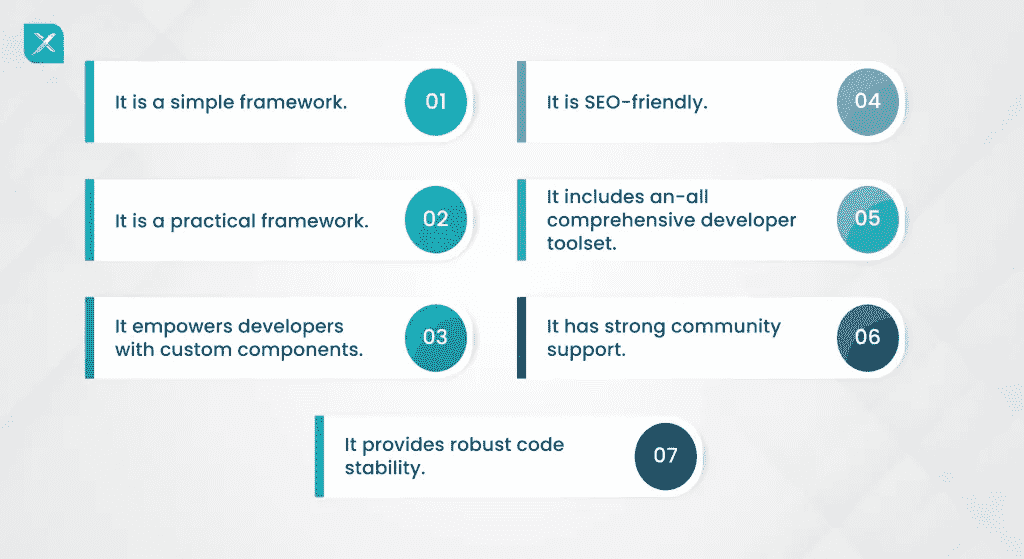 It is a simple framework.
01
It is a practical framework.
02
It empowers developers
with custom components.
03
It is SEO-friendly.
04
It includes an-all
comprehensive developer
toolset.
05
It has strong community
support.
06
It provides robust code
stability.
07